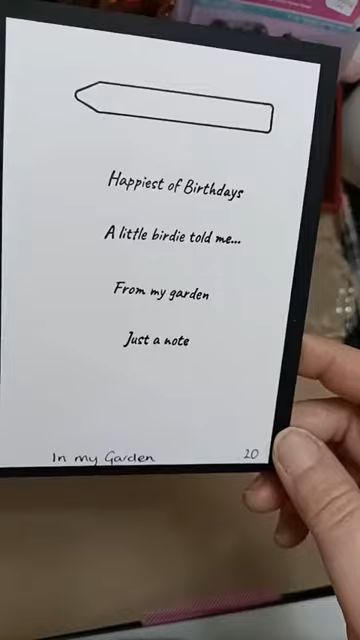 Happiest of Birthdays
A little birdie told me...
From my garden
Just a note
In my Garden 20